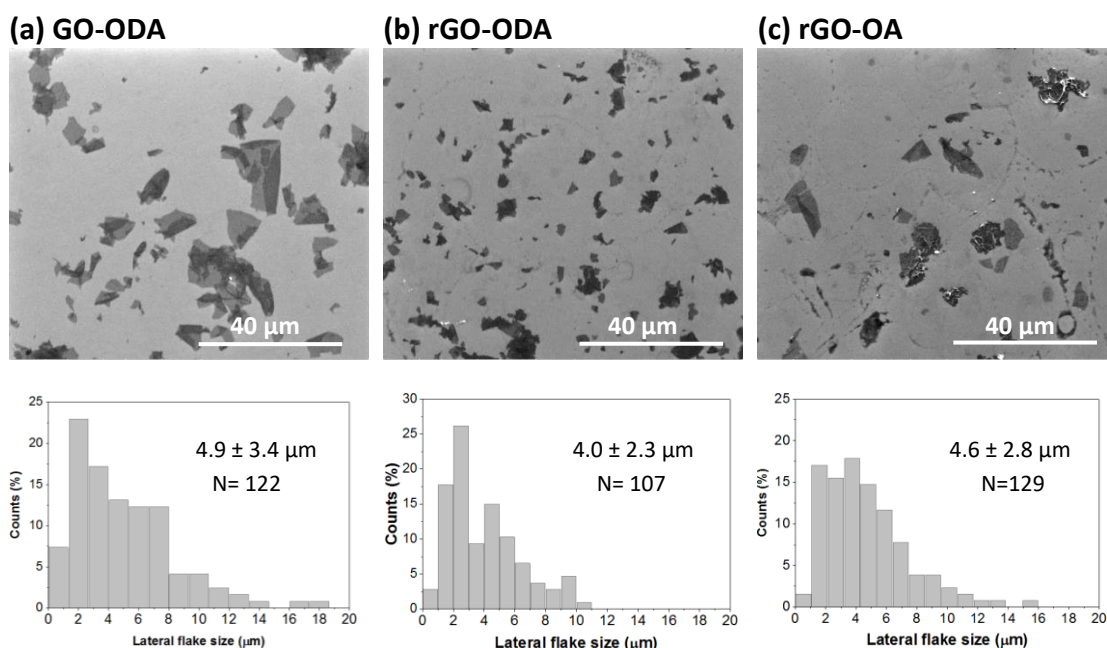 (a) GO-ODA
(b) rGO-ODA
(c) rGO-OA
40 µm
40 µm
40 µm
25
20
15
10
5
0
Counts (%)
4.9 ± 3.4 µm
N= 122
0 2 4 6 8 10 12 14 16 18 20
Lateral flake size (µm)
30
25
20
15
10
5
0
Counts (%)
4.0 ± 2.3 µm
N= 107
0 2 4 6 8 10 12 14 16 18 20
Lateral flake size (µm)
25
20
15
10
5
0
Counts (%)
4.6 ± 2.8 µm
N=129
0 2 4 6 8 10 12 14 16 18 20
Lateral flake size (µm)